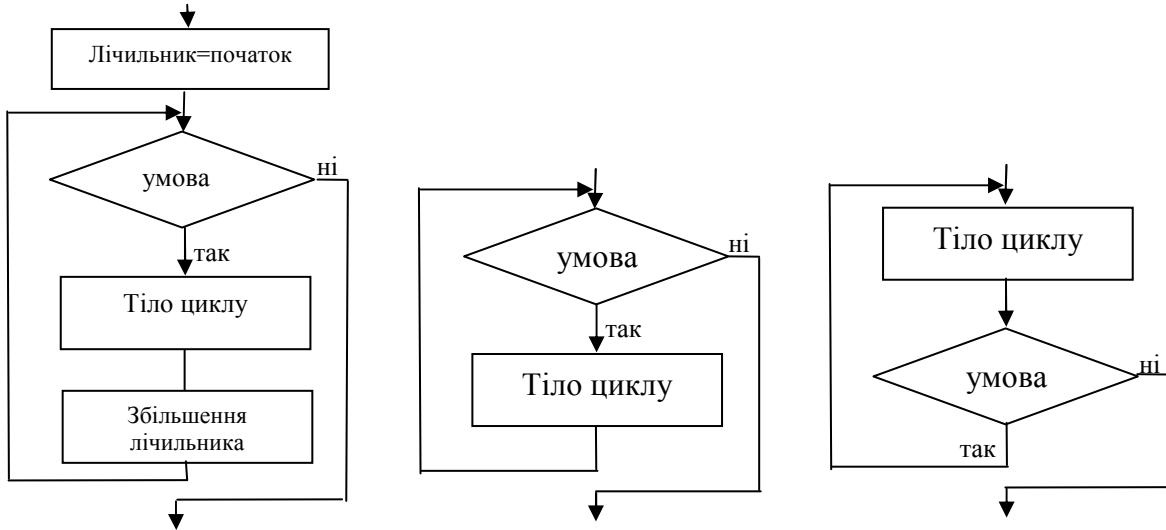 Лічильник=початок
умова
ні
так
Тіло циклу
Збільшення
лічильника
умова
ні
так
Тіло циклу
Тіло циклу
умова
ні
так